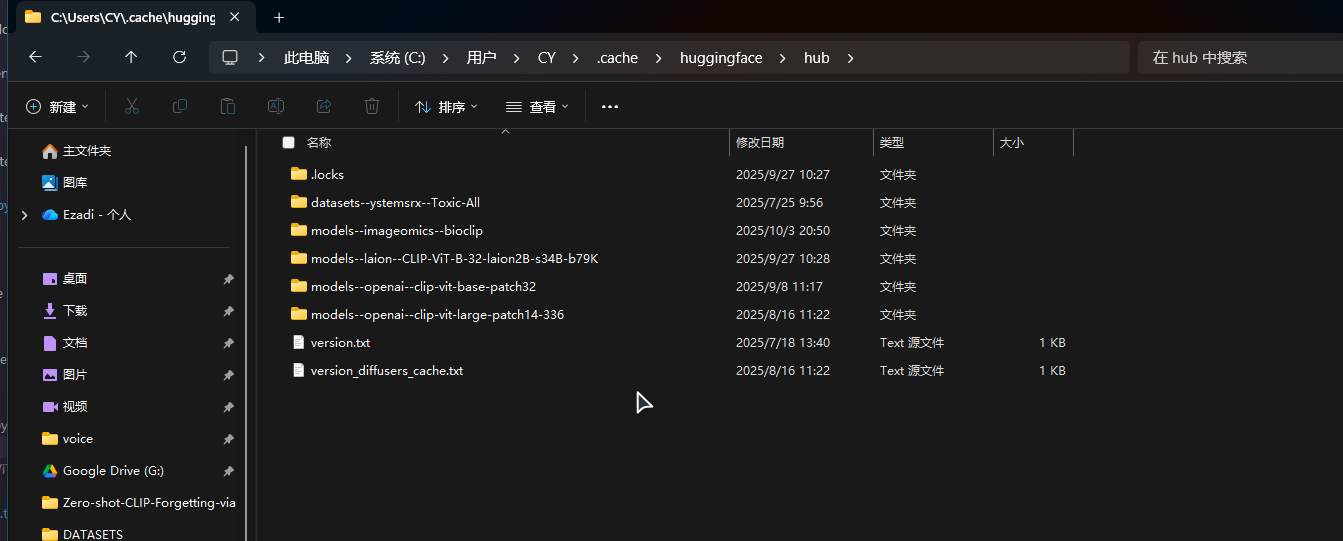 C:\Users\CY\.cache\hugging
此电脑 系统 (C:) 用户 CY .cache huggingface hub
在 hub 中搜索
新建 排序 查看
名称 修改日期 类型 大小
主文件夹
图库
Ezadi - 个人
桌面
下载
文档
图片
视频
voice
Google Drive (G:)
Zero-shot-CLIP-Forgetting-via
DATASETS
.locks 2025/9/27 10:27 文件夹
datasets--ystemsrx--Toxic-All 2025/7/25 9:56 文件夹
models--imageomics--bioclip 2025/10/3 20:50 文件夹
models--laion--CLIP-ViT-B-32-laion2B-s34B-b79K 2025/9/27 10:28 文件夹
models--openai--clip-vit-base-patch32 2025/9/8 11:17 文件夹
models--openai--clip-vit-large-patch14-336 2025/8/16 11:22 文件夹
version.txt 2025/7/18 13:40 Text 源文件 1 KB
version_diffusers_cache.txt 2025/8/16 11:22 Text 源文件 1 KB